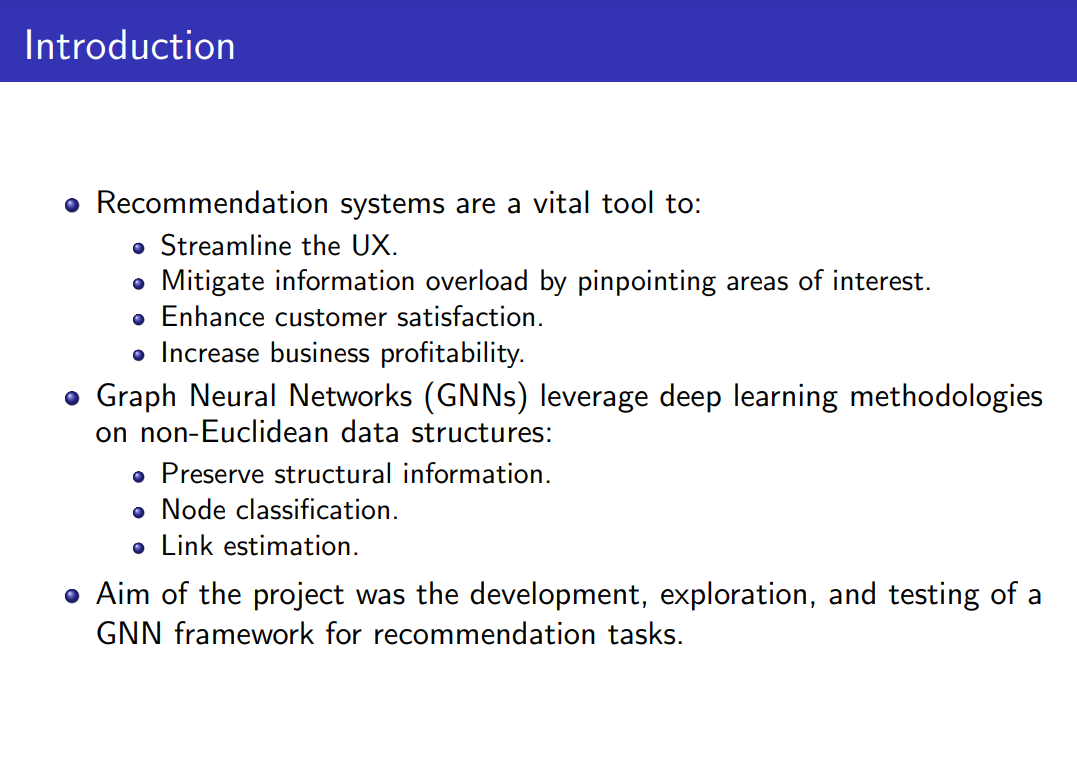 Introduction
Recommendation systems are a vital tool to:
Streamline the UX.
Mitigate information overload by pinpointing areas of interest.
Enhance customer satisfaction.
Increase business profitability.
Graph Neural Networks (GNNs) leverage deep learning methodologies
on non-Euclidean data structures:
Preserve structural information.
Node classification.
Link estimation.
Aim of the project was the development, exploration, and testing of a
GNN framework for recommendation tasks.